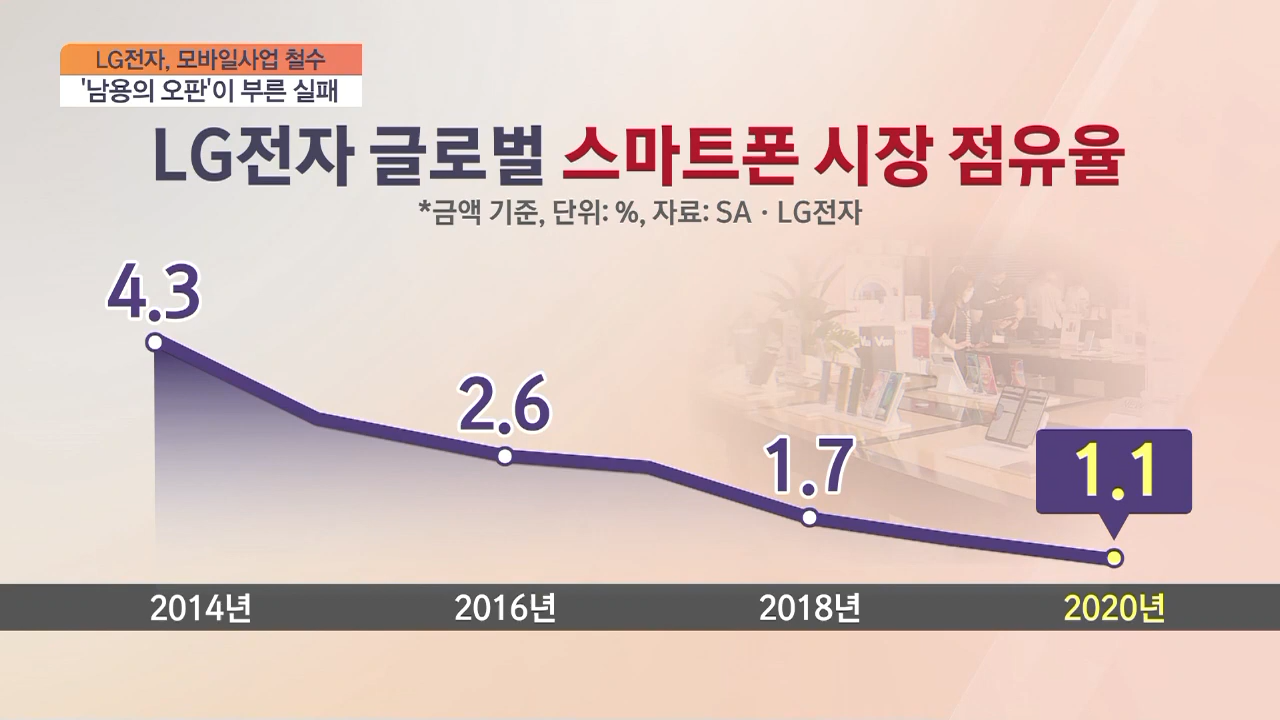 LG전자, 모바일사업 철수
'남용의 오판'이 부른 실패
LG전자 글로벌 스마트폰 시장 점유율
*금액 기준, 단위: %, 자료: SA · LG전자
4.3
2.6
1.7
1.1
2014년
2016년
2018년
2020년